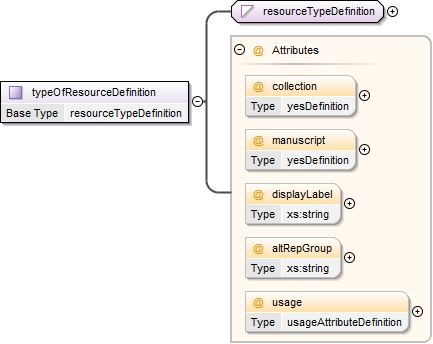 resourceTypeDefinition
@ Attributes
typeOfResourceDefinition
Base Type resourceTypeDefinition
@ collection
Type yesDefinition
@ manuscript
Type yesDefinition
@ displayLabel
Type xs:string
@ altRepGroup
Type xs:string
@ usage
Type usageAttributeDefinition